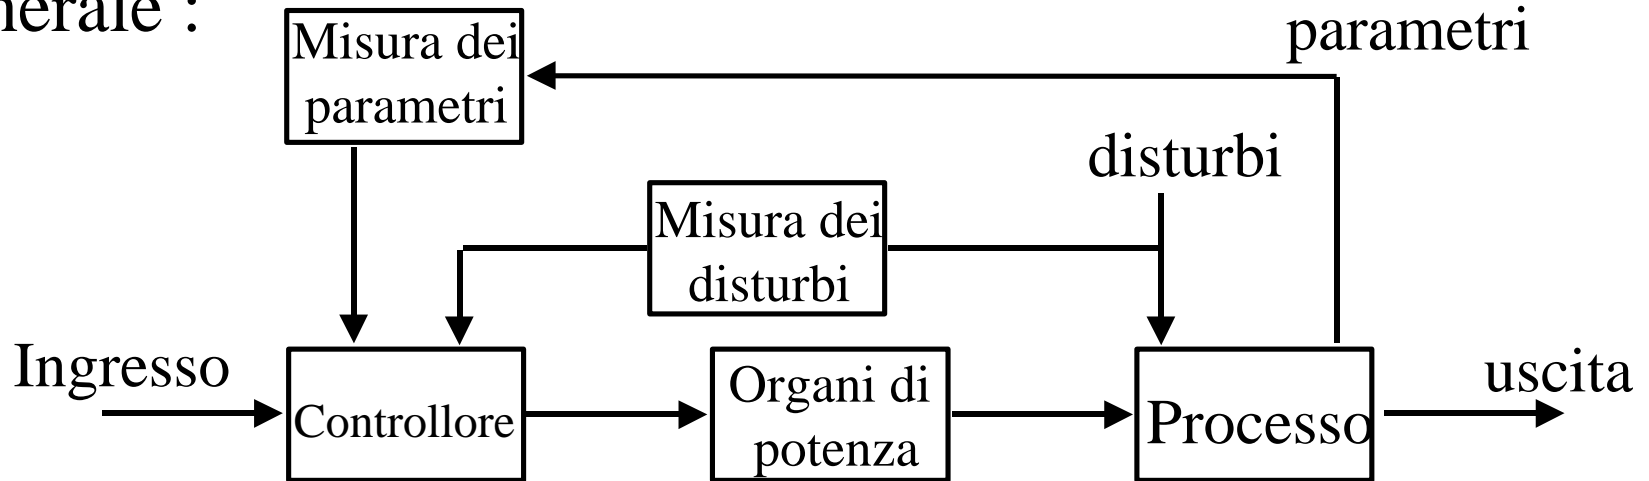 nerale :
Misura dei
parametri
parametri
disturbi
Misura dei
disturbi
Ingresso
Controllore
Organi di
potenza
Processo
uscita